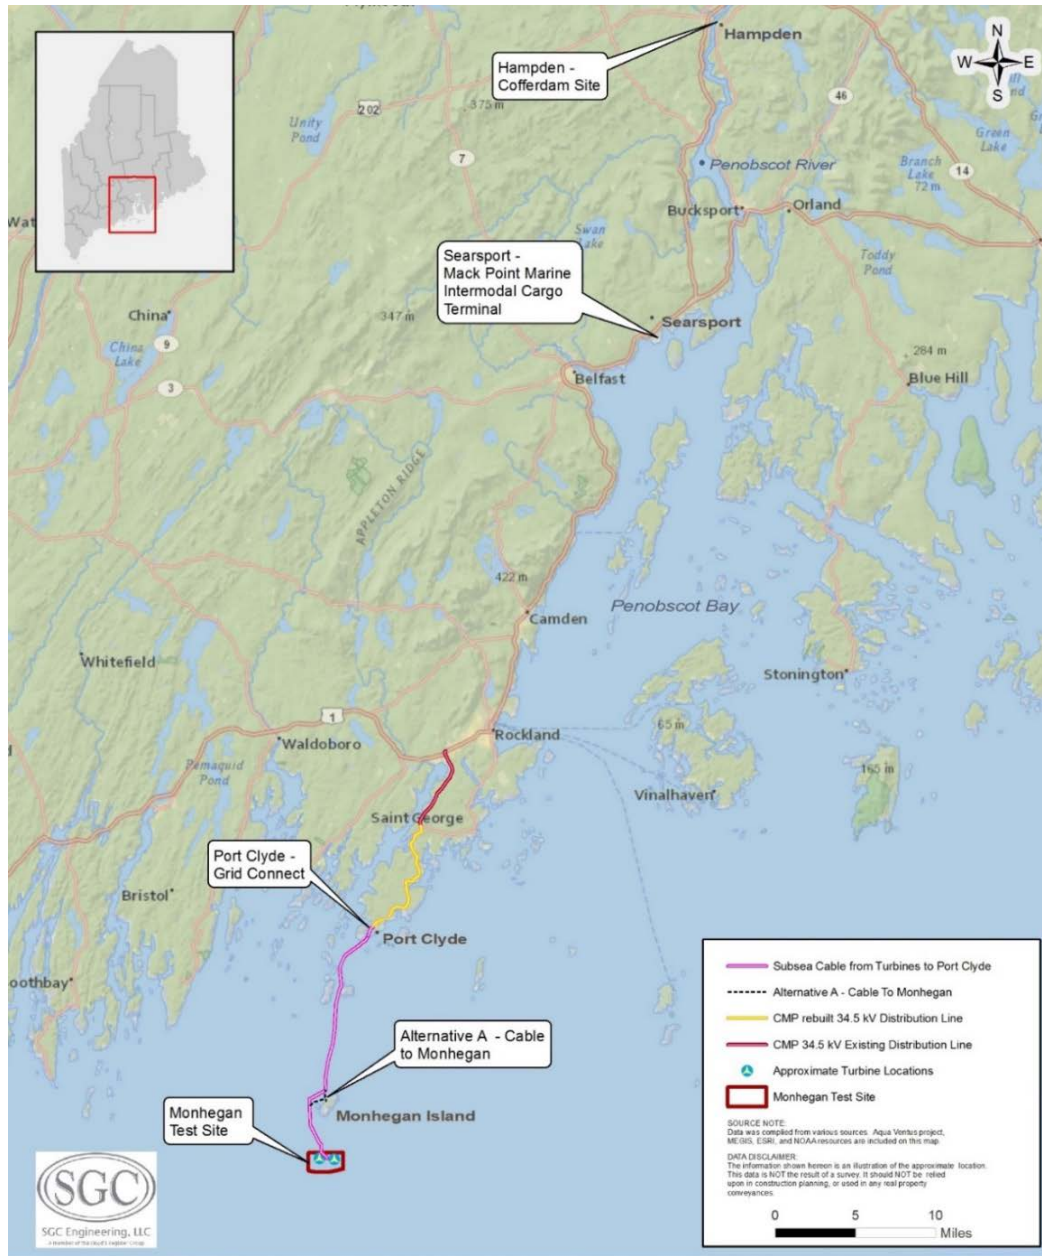 Hampden
N
W E
S
Hampden -
Cofferdam Site
375 m
202
46
Unity
Pond
Green
Lake
7
Penobscot River
Branch
Lake
72 m
14
Bucksport
Orland
Wat
Swan
Lake
Toddy
Pond
Searsport -
Mack Point Marine
Intermodal Cargo
Terminal
China
347 m
Searsport
9
China
Lake
284 m
3
Belfast
Blue Hill
APPLETON RIDGE
422 m
Penobscot Bay
Camden
Whitefield
Stonington
1
65 m
Rockland
Waldoboro
Pemaquid
Pond
165 m
Vinalhaven
Saint George
Port Clyde -
Grid Connect
Bristol
Port Clyde
oothbay
Alternative A - Cable
to Monhegan
Monhegan Island
Monhegan
Test Site
Subsea Cable from Turbines to Port Clyde
Alternative A - Cable To Monhegan
CMP rebuilt 34.5 kV Distribution Line
CMP 34.5 kV Existing Distribution Line
Approximate Turbine Locations
Monhegan Test Site
SOURCE NOTE:
Data was compiled from various sources. Aqua Ventus project,
MEGIS, ESRI, and NOAA resources are included on this map.
DATA DISCLAIMER:
The information shown hereon is an illustration of the approximate location.
This data is NOT the result of a survey. It should NOT be relied
upon in construction planning, or used in any real property
conveyances.
0 5 10
Miles
SGC
SGC Engineering, LLC